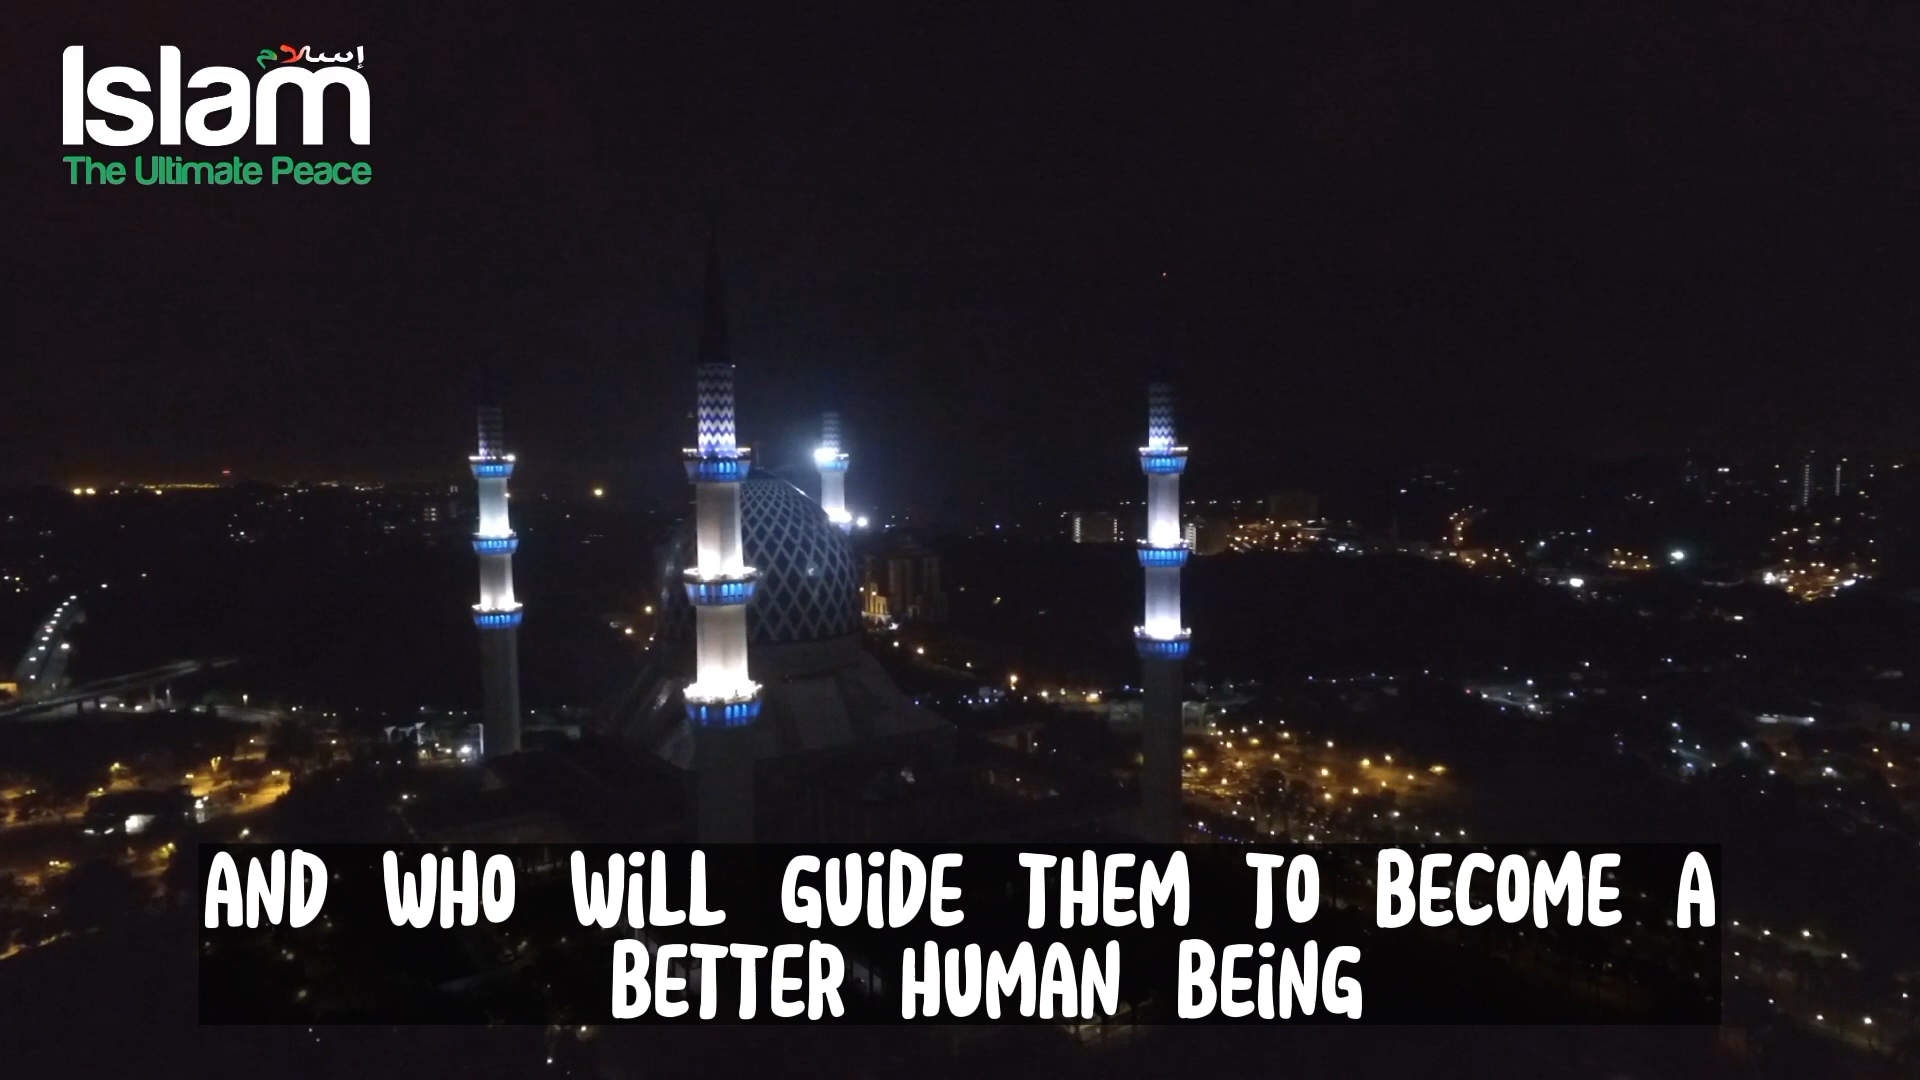 إسلام
Islam
The Ultimate Peace
AND WHO WiLL GUiDE THEM TO BECOME A
BETTER HUMAN BEiNG